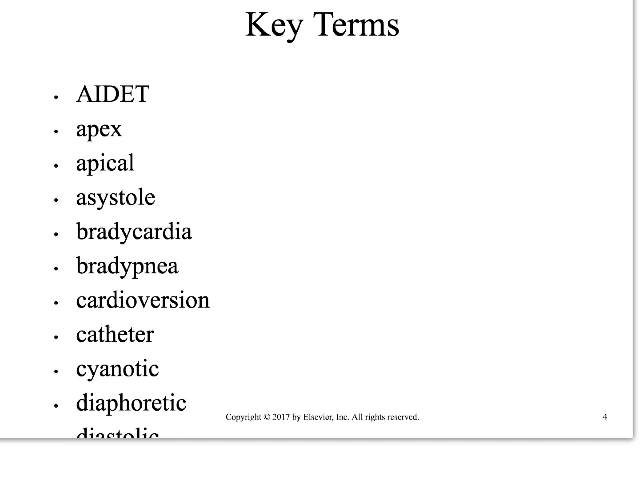 Key Terms
• AIDET
• apex
• apical
• asystole
• bradycardia
• bradypnea
• cardioversion
• catheter
• cyanotic
• diaphoretic
diastolic
Copyright © 2017 by Elsevier, Inc. All rights reserved.
4